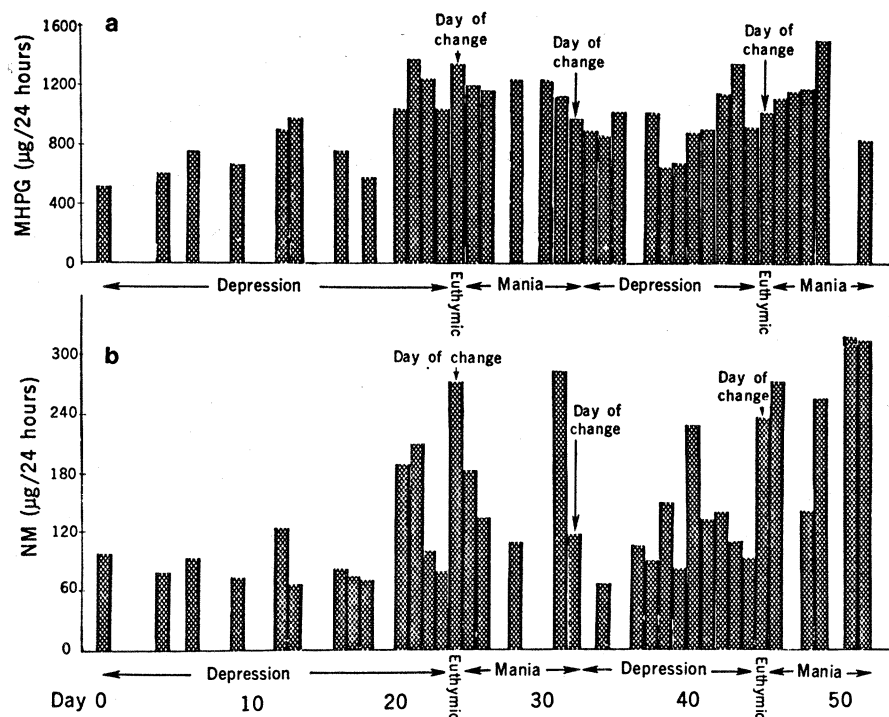 a
1600
1200
800
400
0
MHPG (µg/24 hours)
Day of
change
Day of
change
Day of
change
Depression
Euthymic
Mania
Depression
Euthymic
Mania
b
300
240
180
120
60
0
NM (µg/24 hours)
Day of change
Day of
change
Day of
change
Depression
Euthymic
Mania
Depression
Euthymic
Mania
Day 0 10 20 30 40 50